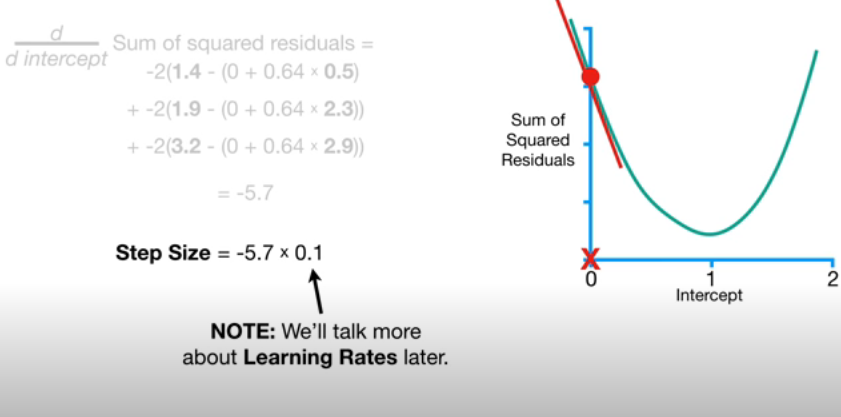 d
d intercept
Sum of squared residuals =
-2(1.4 - (0 + 0.64 × 0.5)
+ -2(1.9 - (0 + 0.64 × 2.3))
+ -2(3.2 - (0 + 0.64 × 2.9))
= -5.7
Step Size = -5.7 × 0.1
NOTE: We'll talk more
about Learning Rates later.
Sum of
Squared
Residuals
X
0 1 2
Intercept